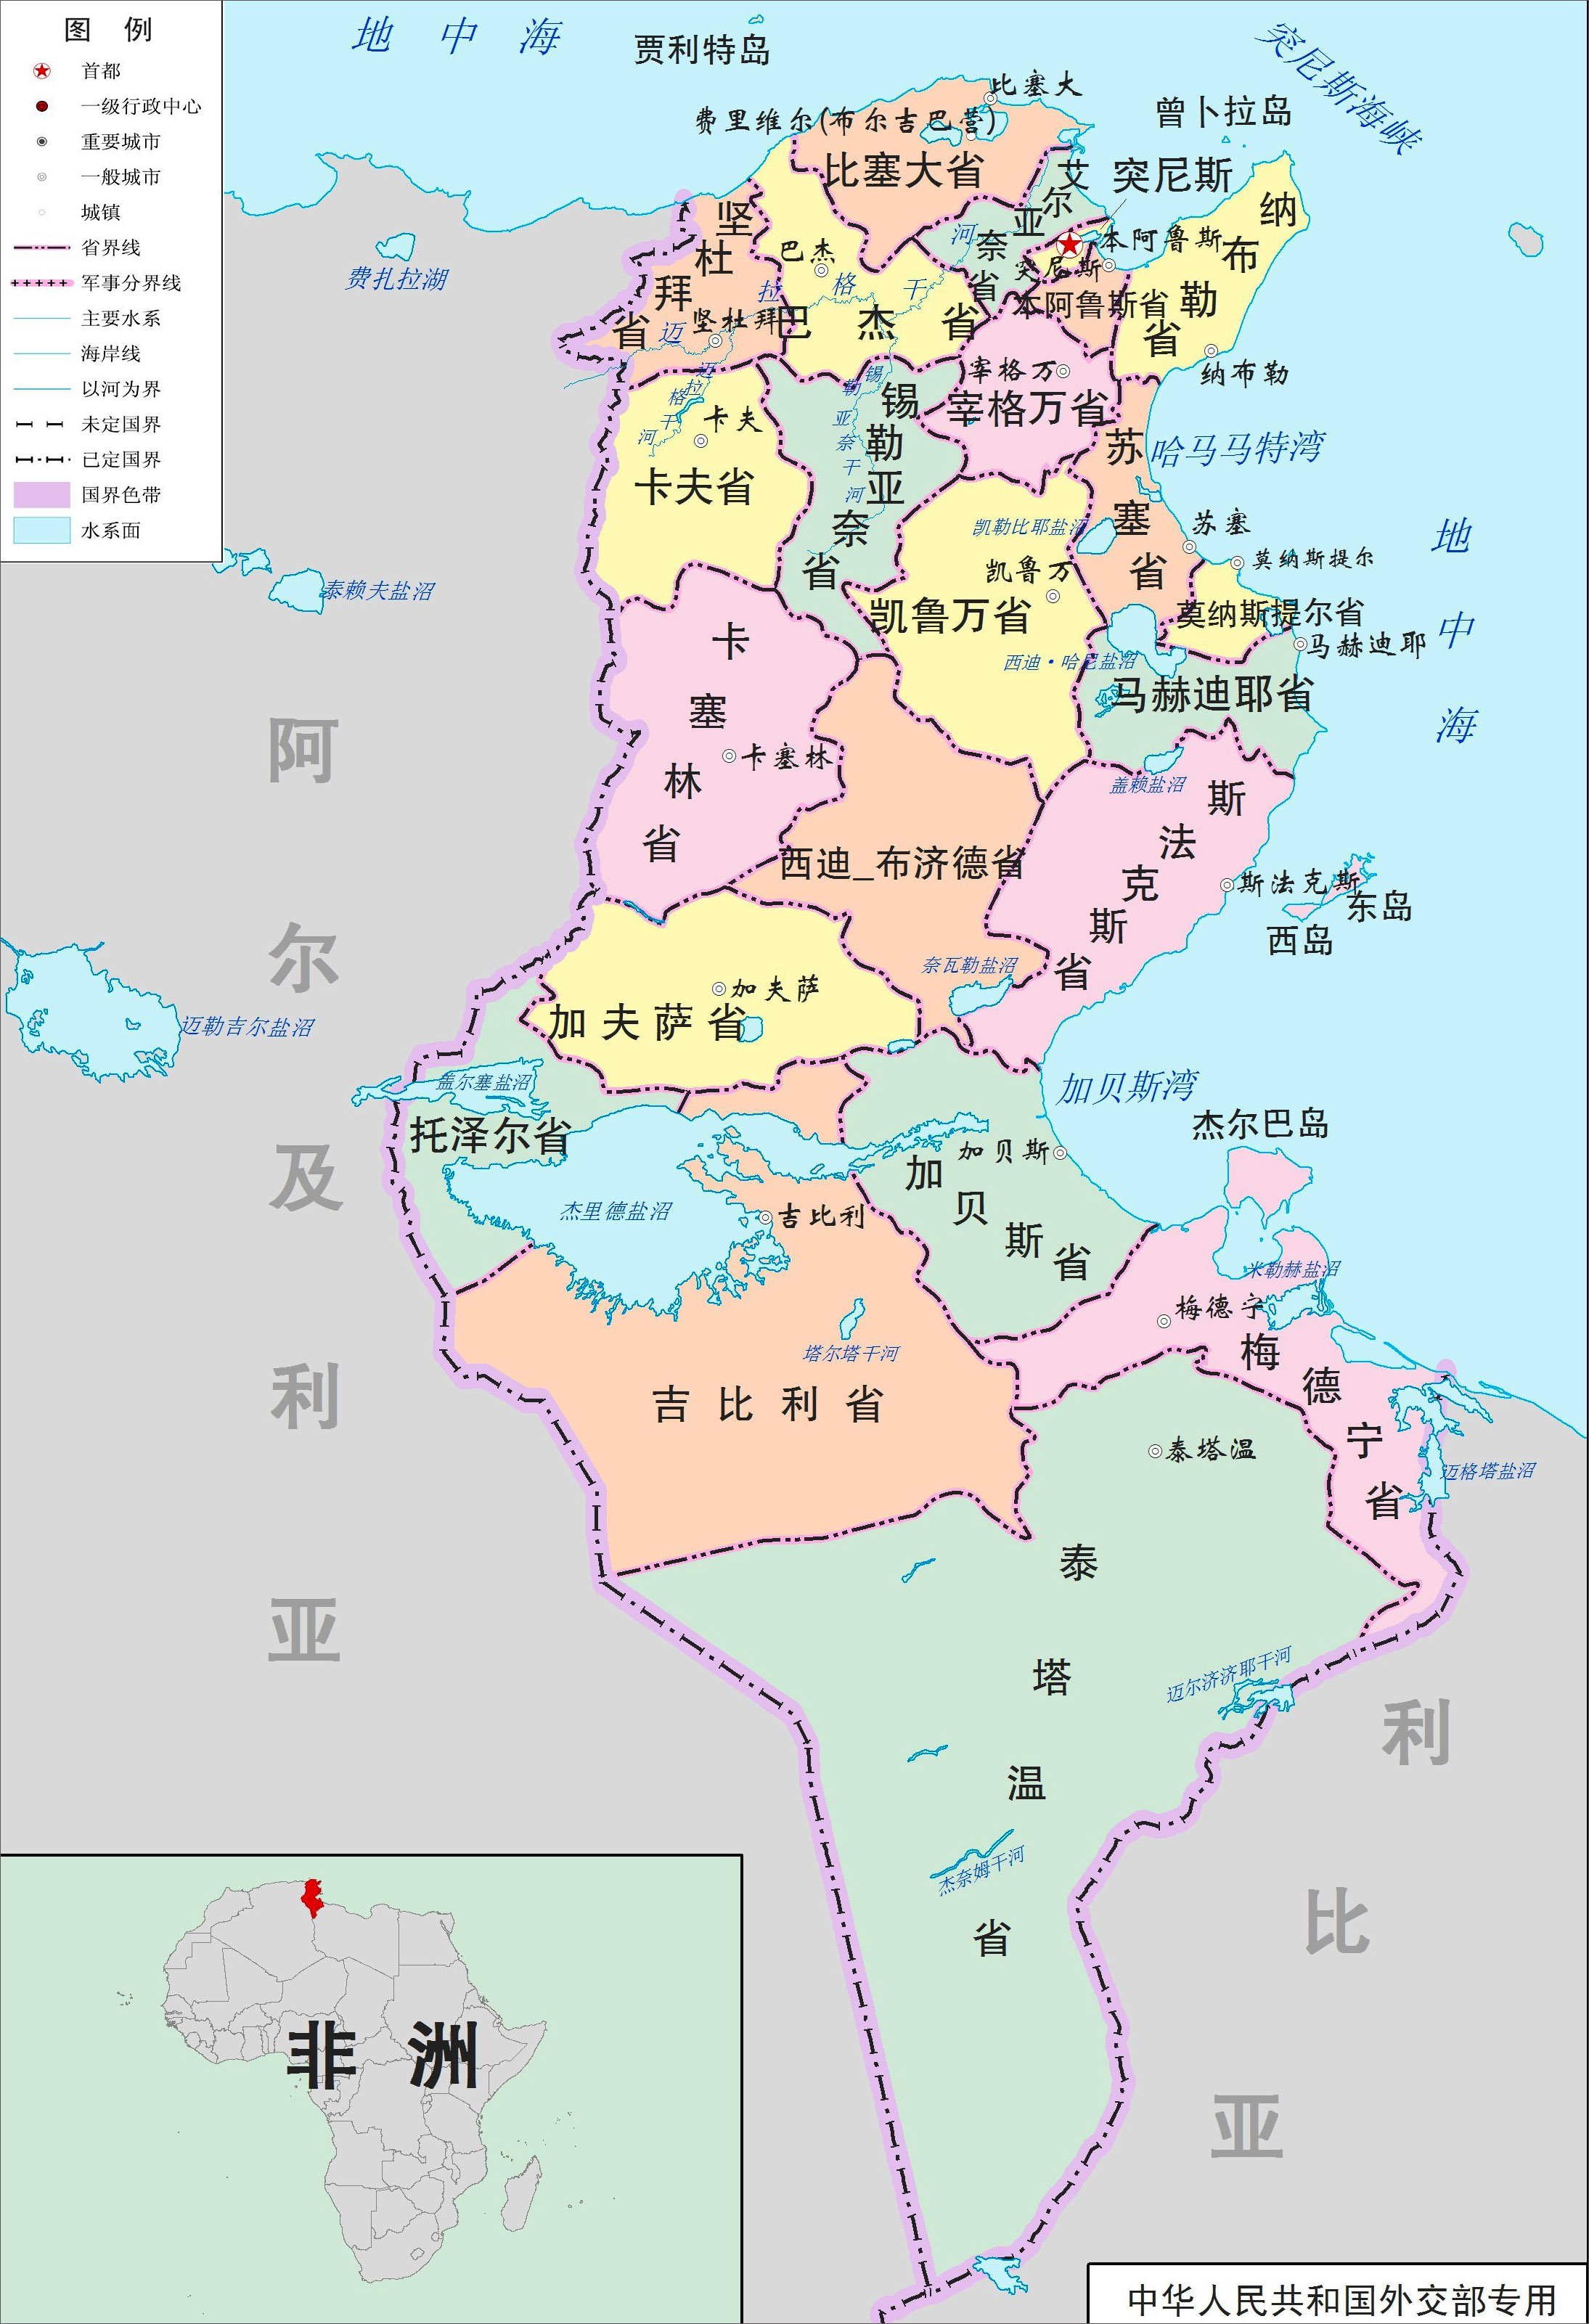 图 例
首都
一级行政中心
重要城市
一般城市
城镇
省界线
军事分界线
主要水系
海岸线
以河为界
未定国界
已定国界
国界色带
水系面
地中海
贾利特岛
突尼斯海峡
比塞大
费里维尔(布尔吉巴营)
曾卜拉岛
比塞大省
艾尔亚奈省
突尼斯
本阿鲁斯
突尼斯
纳布勒省
坚杜拜省
巴杰
费扎拉湖
迈拉格干河
本阿鲁斯省
坚杜拜
巴杰省
纳布勒
宰格万
宰格万省
迈拉格干河
锡勒亚奈干河
卡夫
锡勒亚奈省
卡夫省
苏塞省
哈马马特湾
凯勒比耶盐沼
苏塞
地中海
凯鲁万
莫纳斯提尔
泰赖夫盐沼
凯鲁万省
莫纳斯提尔省
马赫迪耶
西迪·哈尼盐沼
马赫迪耶省
卡塞林省
卡塞林
盖赖盐沼
斯法克斯省
西迪_布济德省
斯法克斯
东岛
西岛
阿尔及利亚
奈瓦勒盐沼
加夫萨
加夫萨省
迈勒吉尔盐沼
盖尔塞盐沼
加贝斯湾
托泽尔省
杰尔巴岛
加贝斯
加贝斯省
杰里德盐沼
吉比利
米勒赫盐沼
梅德宁
塔尔塔干河
梅德宁省
吉比利省
泰塔温
迈格塔盐沼
泰塔温省
迈尔济济耶干河
利比亚
杰奈姆干河
非洲
中华人民共和国外交部专用